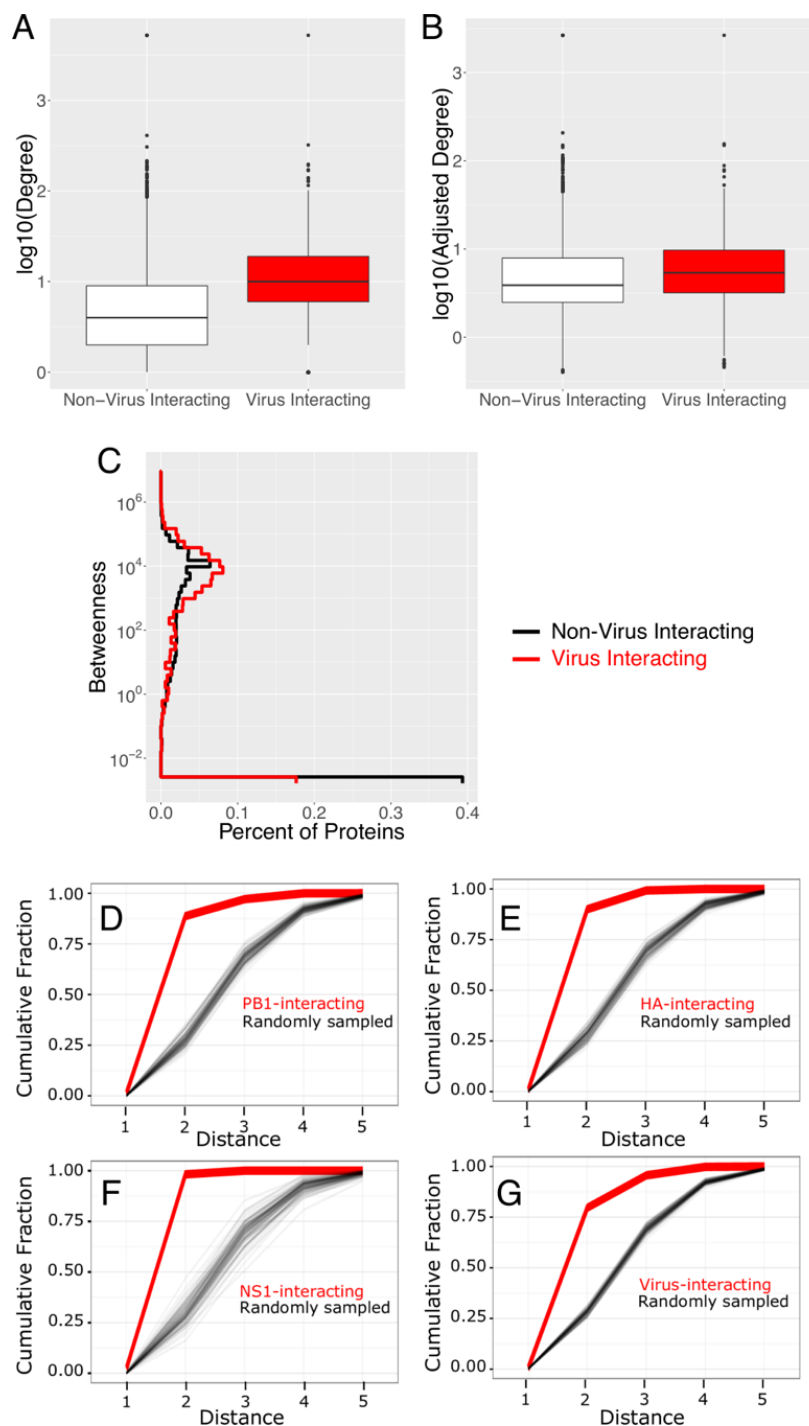 A
log10(Degree)
3
2
1
0
Non-Virus Interacting
Virus Interacting
B
log10(Adjusted Degree)
3
2
1
0
Non-Virus Interacting
Virus Interacting
C
Betweenness
10^6
10^4
10^2
10^0
10^-2
0.0
0.1
0.2
0.3
0.4
Percent of Proteins
Non-Virus Interacting
Virus Interacting
D
Cumulative Fraction
1.00
0.75
0.50
0.25
0.00
PB1-interacting
Randomly sampled
1
2
3
4
5
Distance
E
Cumulative Fraction
1.00
0.75
0.50
0.25
0.00
HA-interacting
Randomly sampled
1
2
3
4
5
Distance
F
Cumulative Fraction
1.00
0.75
0.50
0.25
0.00
NS1-interacting
Randomly sampled
1
2
3
4
5
Distance
G
Cumulative Fraction
1.00
0.75
0.50
0.25
0.00
Virus-interacting
Randomly sampled
1
2
3
4
5
Distance